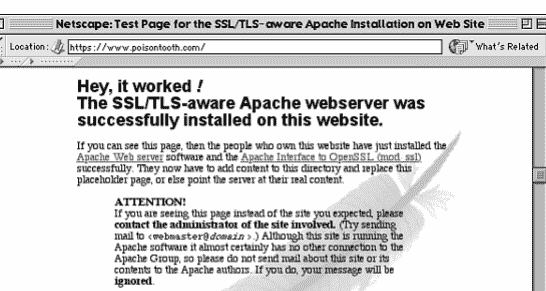 Netscape: Test Page for the SSL/TLS-aware Apache Installation on Web Site
Location: https://www.poisontooth.com/ What's Related
Hey, it worked !
The SSL/TLS-aware Apache webserver was
successfully installed on this website.
If you can see this page, then the people who own this website have just installed the
Apache Web server software and the Apache Interface to OpenSSL (mod_ssl)
successfully. They now have to add content to this directory and replace this
placeholder page, or else point the server at their real content.
ATTENTION!
If you are seeing this page instead of the site you expected, please
contact the administrator of the site involved. (Try sending
mail to <webmaster@domain>.) Although this site is running the
Apache software it almost certainly has no other connection to the
Apache Group, so please do not send mail about this site or its
contents to the Apache authors. If you do, your message will be
ignored.